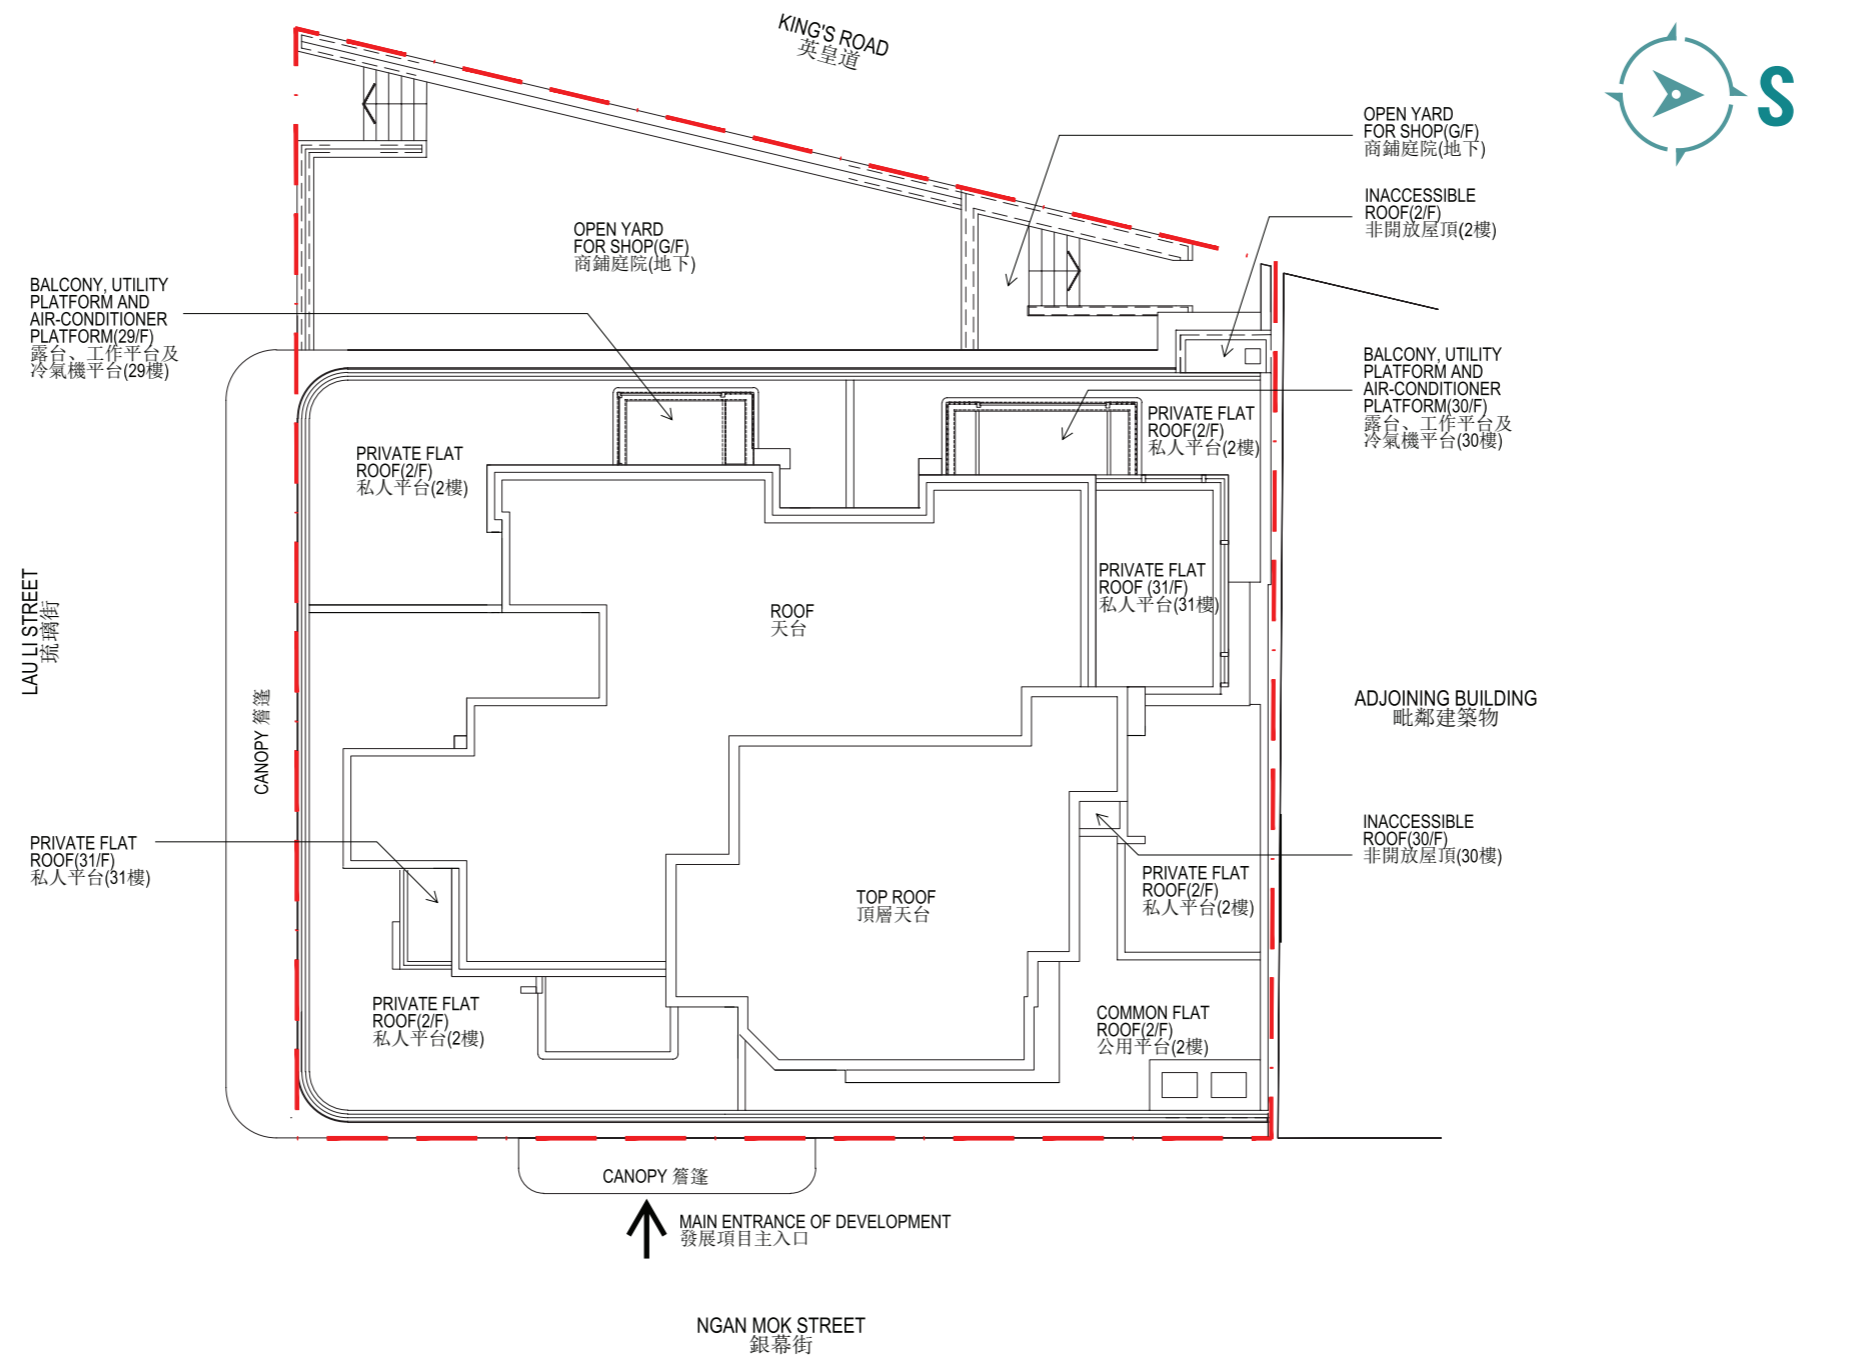 KING'S ROAD
英皇道
S
OPEN YARD
FOR SHOP(G/F)
商鋪庭院(地下)
INACCESSIBLE
ROOF(2/F)
非開放屋頂(2樓)
OPEN YARD
FOR SHOP(G/F)
商鋪庭院(地下)
BALCONY, UTILITY
PLATFORM AND
AIR-CONDITIONER
PLATFORM(29/F)
露台、工作平台及
冷氣機平台(29樓)
BALCONY, UTILITY
PLATFORM AND
AIR-CONDITIONER
PLATFORM(30/F)
露台、工作平台及
冷氣機平台(30樓)
PRIVATE FLAT
ROOF(2/F)
私人平台(2樓)
PRIVATE FLAT
ROOF(2/F)
私人平台(2樓)
PRIVATE FLAT
ROOF (31/F)
私人平台(31樓)
ROOF
天台
LAU LI STREET
琉璃街
CANOPY 簷篷
ADJOINING BUILDING
毗鄰建築物
PRIVATE FLAT
ROOF(31/F)
私人平台(31樓)
INACCESSIBLE
ROOF(30/F)
非開放屋頂(30樓)
PRIVATE FLAT
ROOF(2/F)
私人平台(2樓)
TOP ROOF
頂層天台
PRIVATE FLAT
ROOF(2/F)
私人平台(2樓)
COMMON FLAT
ROOF(2/F)
公用平台(2樓)
CANOPY 簷篷
MAIN ENTRANCE OF DEVELOPMENT
發展項目主入口
NGAN MOK STREET
銀幕街